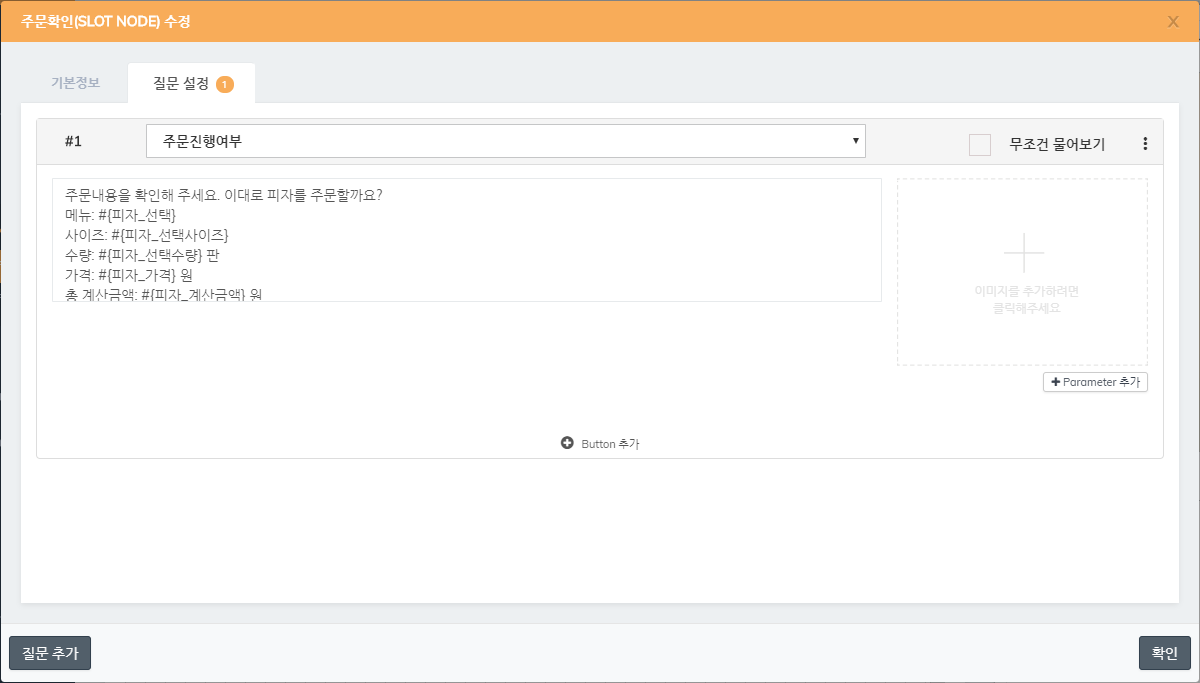 주문확인(SLOT NODE) 수정
X
기본정보
질문 설정 1
#1
주문진행여부
무조건 물어보기
주문내용을 확인해 주세요. 이대로 피자를 주문할까요?
메뉴: #{피자_선택}
사이즈: #{피자_선택사이즈}
수량: #{피자_선택수량} 판
가격: #{피자_가격} 원
총 계산금액: #{피자_계산금액} 원
이미지를 추가하려면
클릭해주세요
Parameter 추가
Button 추가
질문 추가
확인